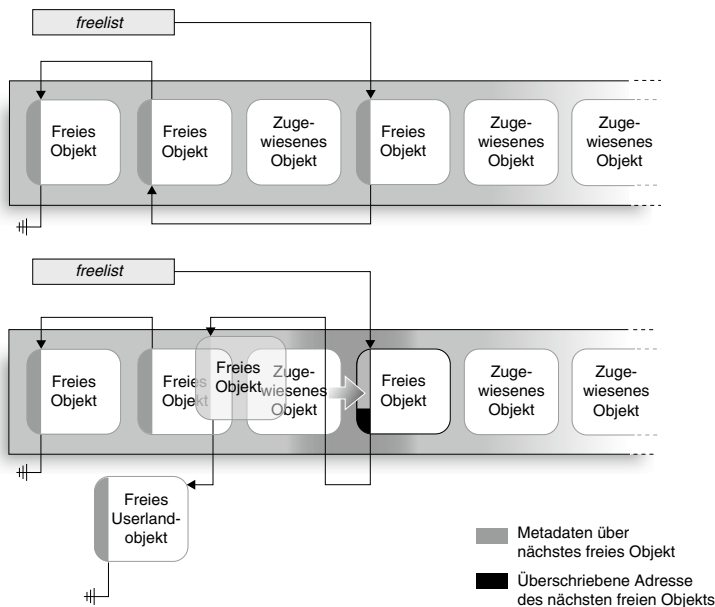 freelist
Freies
Objekt
Freies
Objekt
Zuge-
wiesenes
Objekt
Freies
Objekt
Zuge-
wiesenes
Objekt
Zuge-
wiesenes
Objekt
freelist
Freies
Objekt
Freies
Objekt
Freies
Objekt
Zuge-
wiesenes
Objekt
Freies
Objekt
Zuge-
wiesenes
Objekt
Zuge-
wiesenes
Objekt
Freies
Userland-
objekt
Metadaten über
nächstes freies Objekt
Überschriebene Adresse
des nächsten freien Objekts